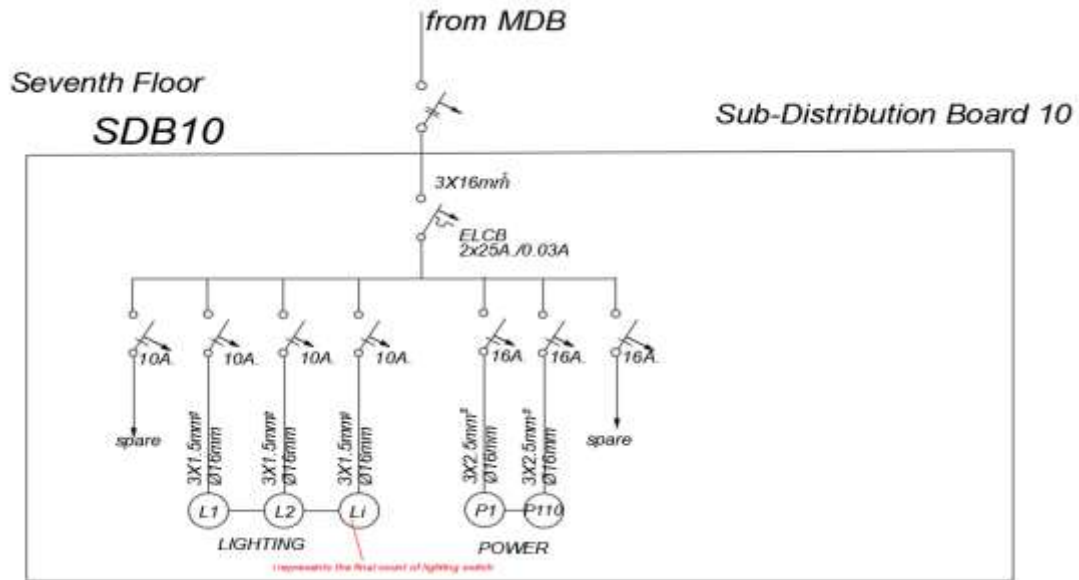 from MDB
Seventh Floor
SDB10
Sub-Distribution Board 10
3X16mm²
ELCB
2x25A./0.03A
10A.
10A.
10A.
10A.
16A.
16A.
16A.
spare
3X1.5mm²
Ø16mm
3X1.5mm²
Ø16mm
3X1.5mm²
Ø16mm
3X2.5mm²
Ø16mm
3X2.5mm²
Ø16mm
spare
L1
L2
Li
P1
P110
LIGHTING
POWER
i represents the final count of lighting switch